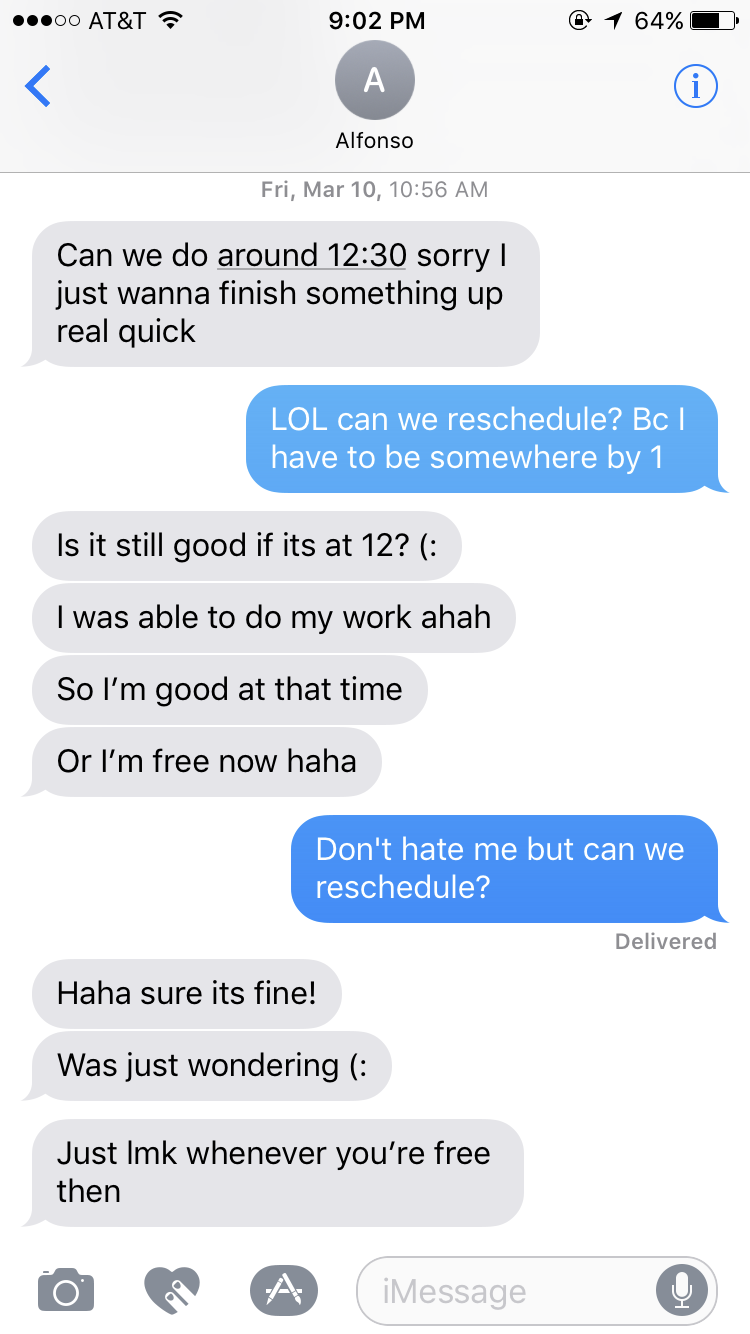 AT&T 9:02 PM 64%
A
Alfonso
Fri, Mar 10, 10:56 AM
Can we do around 12:30 sorry I
just wanna finish something up
real quick
LOL can we reschedule? Bc I
have to be somewhere by 1
Is it still good if its at 12? (:
I was able to do my work ahah
So I’m good at that time
Or I’m free now haha
Don't hate me but can we
reschedule?
Delivered
Haha sure its fine!
Was just wondering (:
Just lmk whenever you’re free
then
iMessage